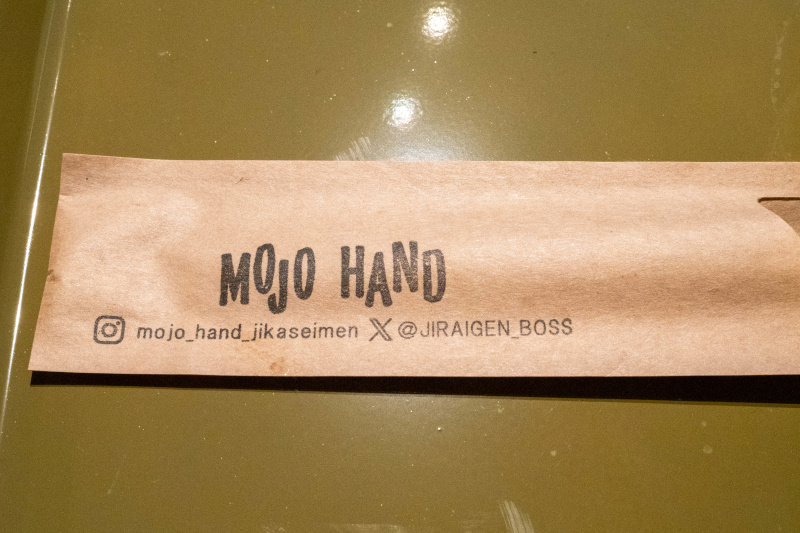 MOJO HAND
mojo_hand_jikaseimen @JIRAIGEN_BOSS